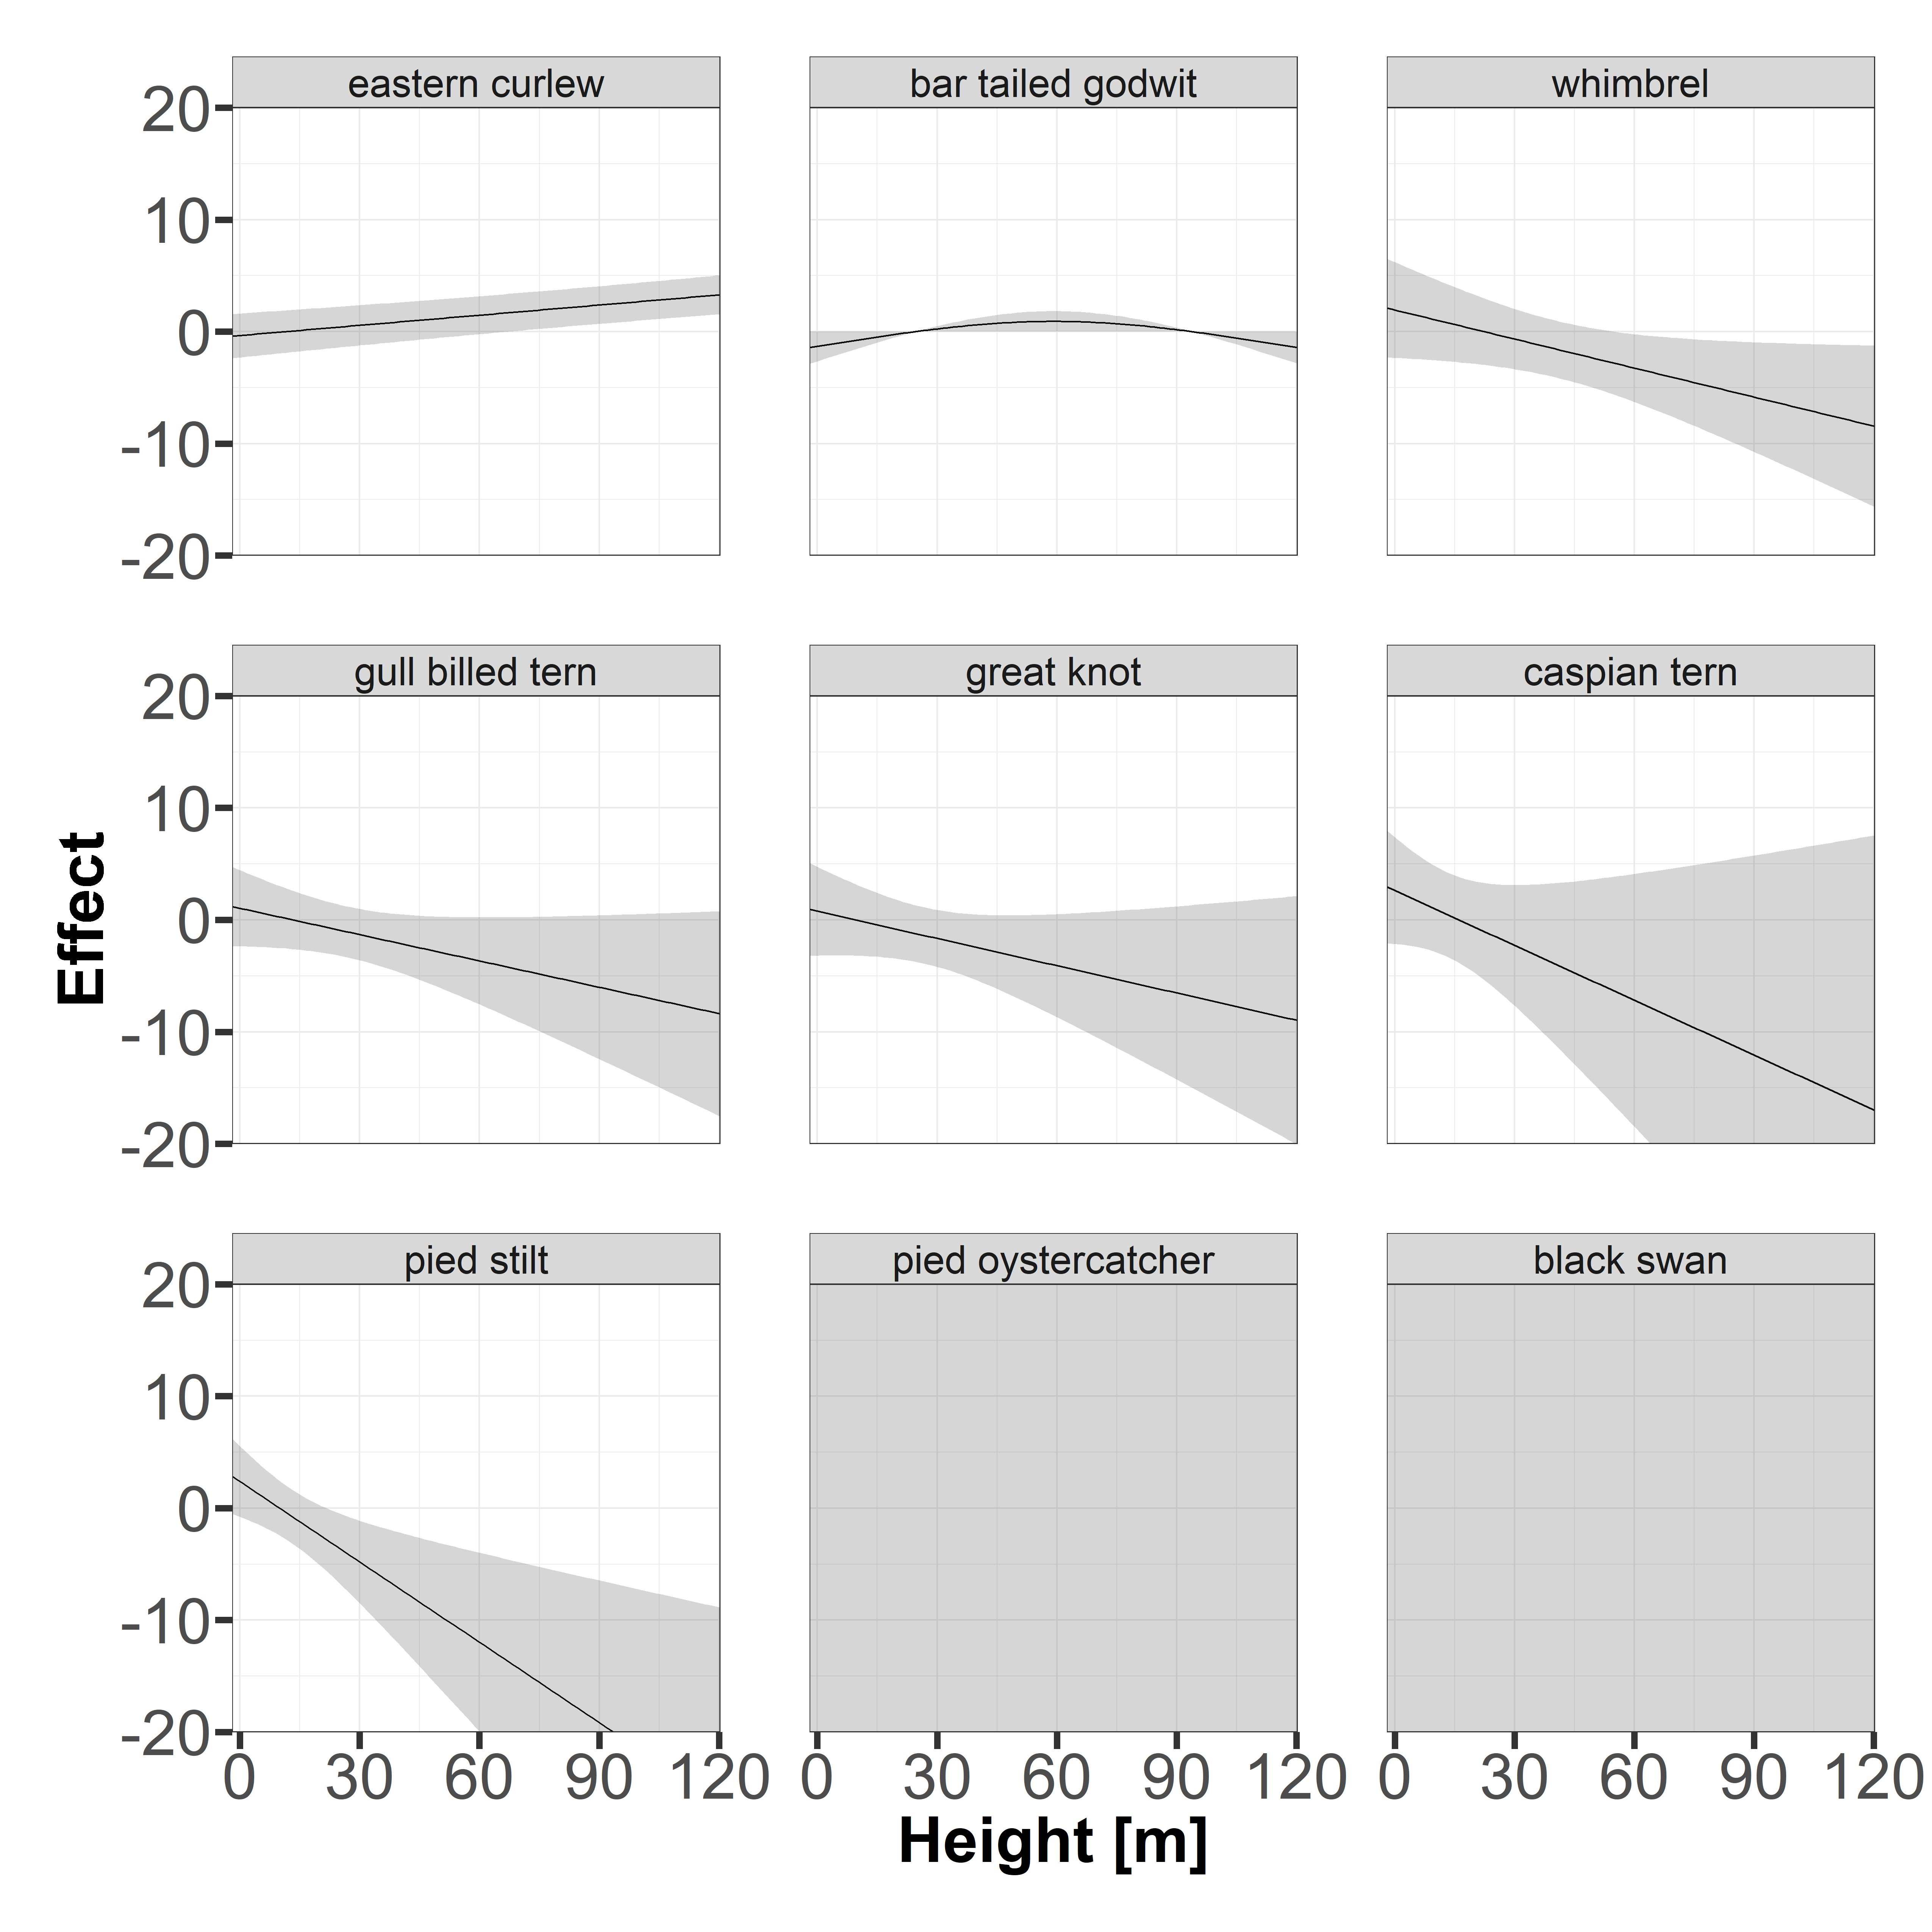 eastern curlew bar tailed godwit whimbrel
20
10
0
-10
-20
gull billed tern great knot caspian tern
20
10
0
-10
-20
Effect
pied stilt pied oystercatcher black swan
20
10
0
-10
-20
0 30 60 90 120 0 30 60 90 120 0 30 60 90 120
Height [m]